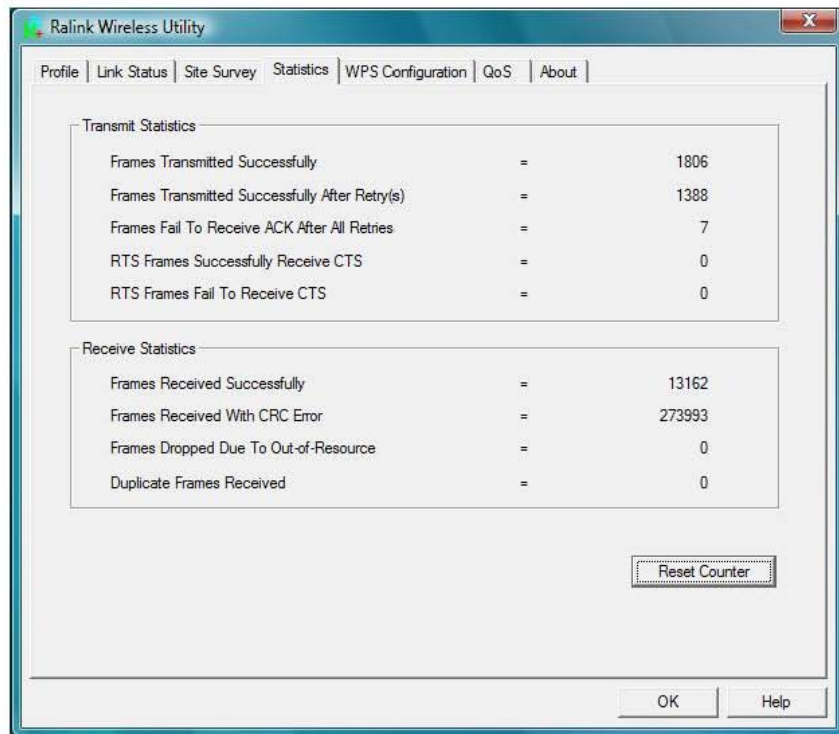 Ralink Wireless Utility
X
Profile Link Status Site Survey Statistics WPS Configuration QoS About
Transmit Statistics
Frames Transmitted Successfully = 1806
Frames Transmitted Successfully After Retry(s) = 1388
Frames Fail To Receive ACK After All Retries = 7
RTS Frames Successfully Receive CTS = 0
RTS Frames Fail To Receive CTS = 0
Receive Statistics
Frames Received Successfully = 13162
Frames Received With CRC Error = 273993
Frames Dropped Due To Out-of-Resource = 0
Duplicate Frames Received = 0
Reset Counter
OK Help